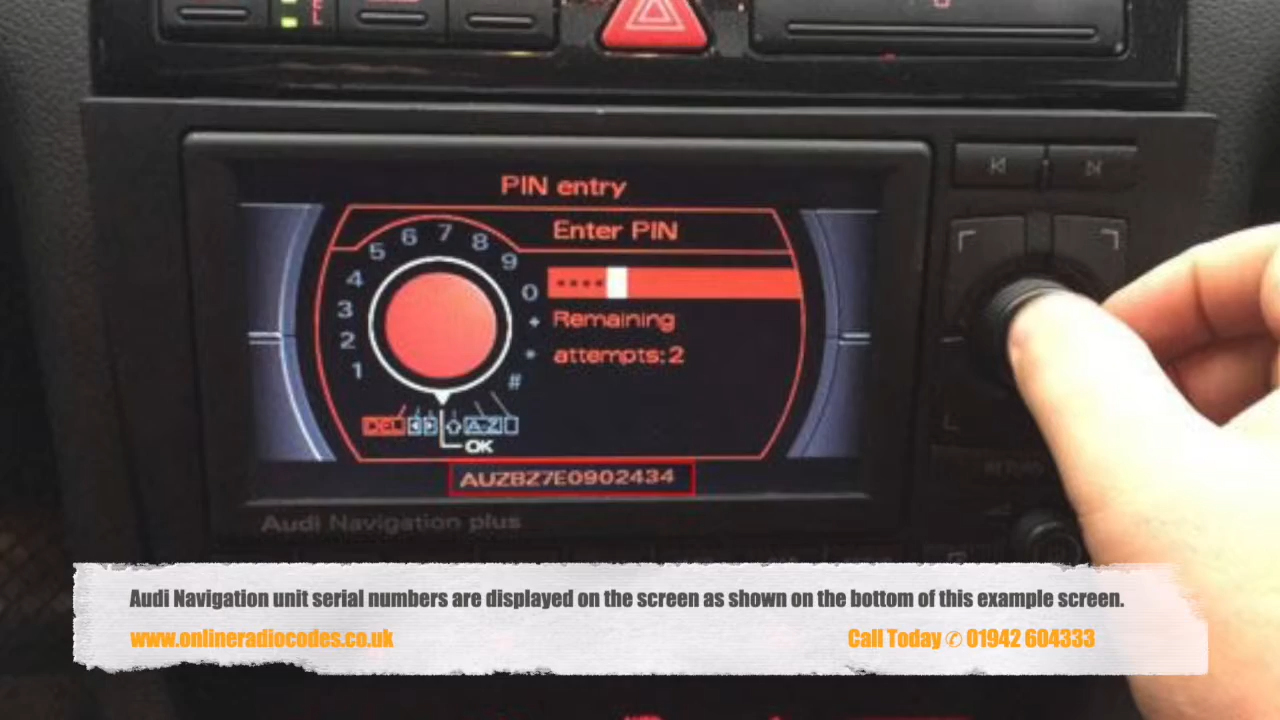 PIN entry
Enter PIN
1 2 3 4 5 6 7 8 9 0 + * #
****
Remaining
attempts:2
DEL A-Z
OK
AUZBZ7E0902434
Audi Navigation plus
RETURN
Audi Navigation unit serial numbers are displayed on the screen as shown on the bottom of this example screen.
www.onlineradiocodes.co.uk
Call Today ✆ 01942 604333